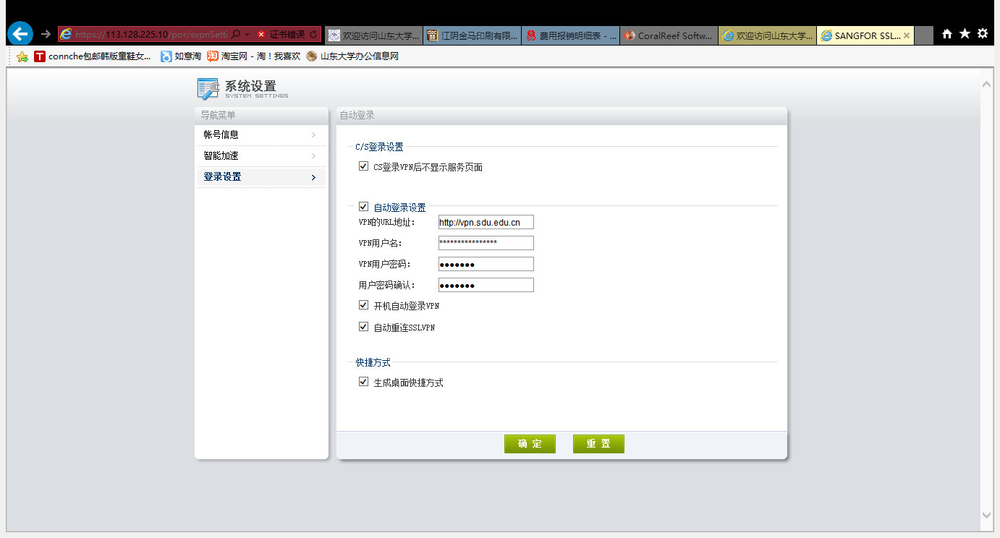 https://113.128.225.10/por/svpnSetti 证书错误 欢迎访问山东大学... 江阴金马印刷有限... 费用报销明细表 - ... CoralReef Softw... 欢迎访问山东大学... SANGFOR SSL...
connche包邮韩版童鞋女... 如意淘 淘宝网 - 淘！我喜欢 山东大学办公信息网
系统设置
SYSTEM SETTINGS
导航菜单
帐号信息
智能加速
登录设置
自动登录
C/S登录设置
CS登录VPN后不显示服务页面
自动登录设置
VPN的URL地址： http://vpn.sdu.edu.cn
VPN用户名： ****************
VPN用户密码： ●●●●●●●
用户密码确认： ●●●●●●●
开机自动登录VPN
自动重连SSLVPN
快捷方式
生成桌面快捷方式
确 定 重 置